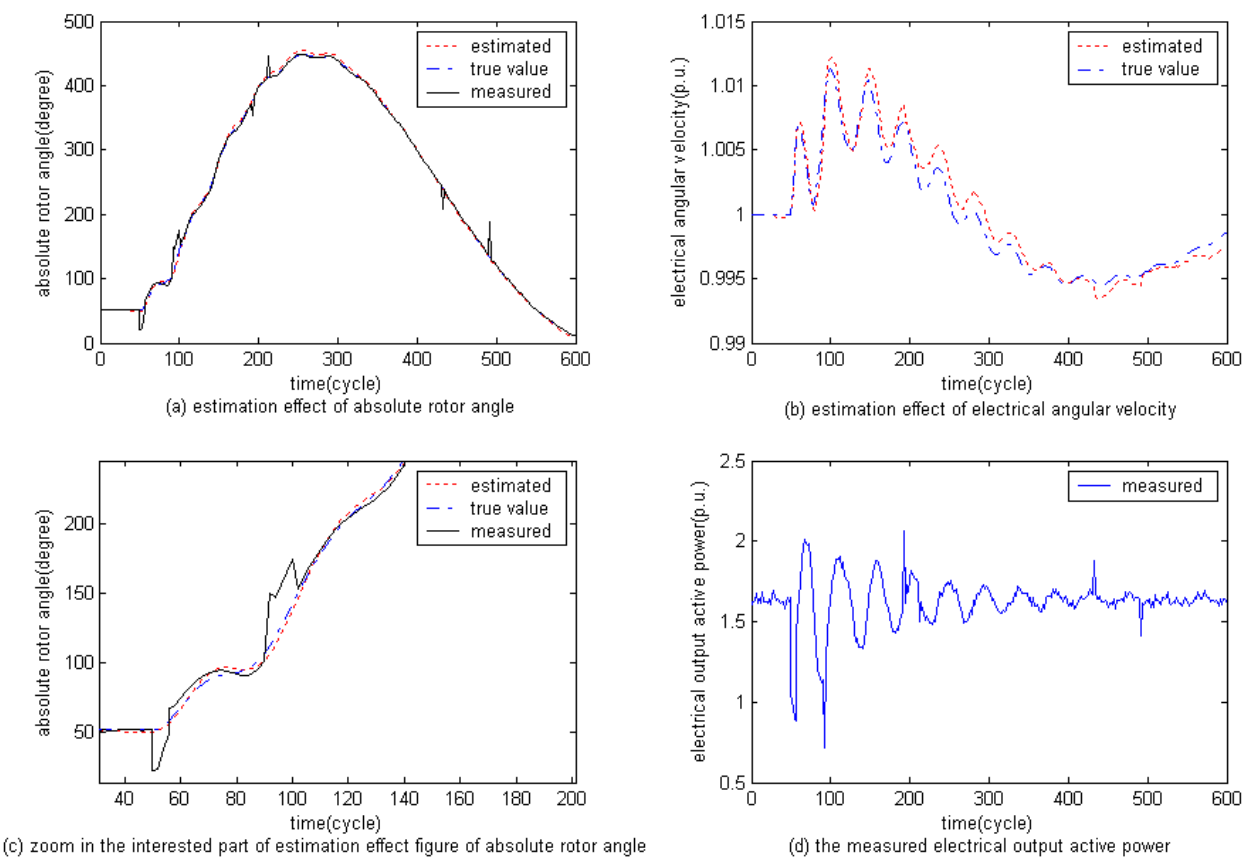 500
400
300
200
100
0
absolute rotor angle(degree)
estimated
true value
measured
0 100 200 300 400 500 600
time(cycle)
(a) estimation effect of absolute rotor angle
1.015
1.01
1.005
1
0.995
0.99
electrical angular velocity(p.u.)
estimated
true value
0 100 200 300 400 500 600
time(cycle)
(b) estimation effect of electrical angular velocity
200
150
100
50
absolute rotor angle(degree)
estimated
true value
measured
40 60 80 100 120 140 160 180 200
time(cycle)
(c) zoom in the interested part of estimation effect figure of absolute rotor angle
2.5
2
1.5
1
0.5
electrical output active power(p.u.)
measured
0 100 200 300 400 500 600
time(cycle)
(d) the measured electrical output active power